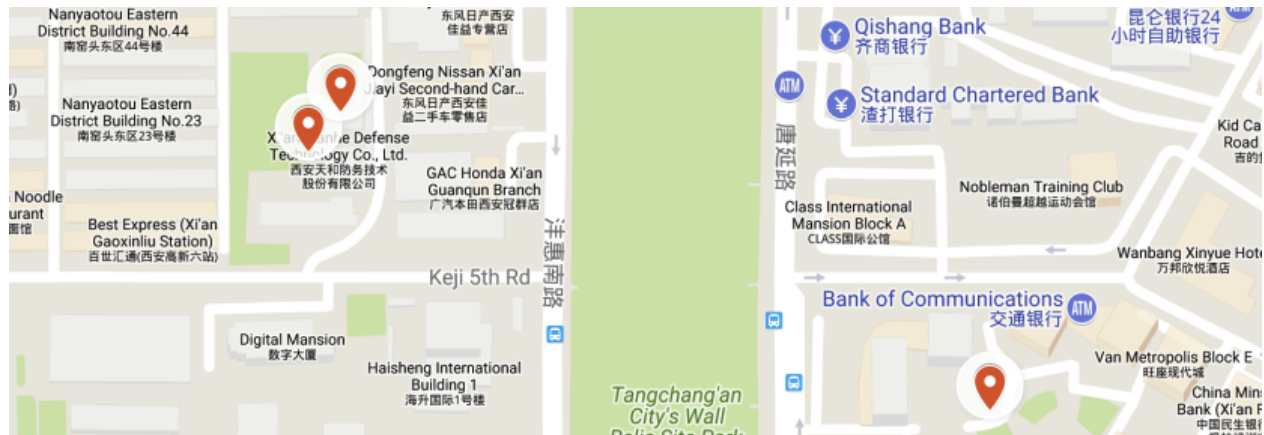 Nanyaotou Eastern
District Building No.44
南窑头东区44号楼
东风日产西安
佳益专营店
Dongfeng Nissan Xi'an
Jiayi Second-hand Car...
东风日产西安佳
益二手车零售店
Nanyaotou Eastern
District Building No.23
南窑头东区23号楼
Defense
Technology Co., Ltd.
西安天和防务技术
股份有限公司
GAC Honda Xi'an
Guanqun Branch
广汽本田西安冠群店
Noodle
面馆
Best Express (Xi'an
Gaoxinliu Station)
百世汇通(西安高新六站)
Keji 5th Rd
沣惠南路
Digital Mansion
数字大厦
Haisheng International
Building 1
海升国际1号楼
Tangchang'an
City's Wall
唐延路
Qishang Bank
齐商银行
ATM
Standard Chartered Bank
渣打银行
昆仑银行24
小时自助银行
ATM
Road
Nobleman Training Club
诺伯曼超越运动会馆
Class International
Mansion Block A
CLASS国际公馆
Wanbang Xinyue
万邦欣悦酒店
Bank of Communications
交通银行
ATM
Van Metropolis Block E
旺座现代城
China
Bank (Xi'an